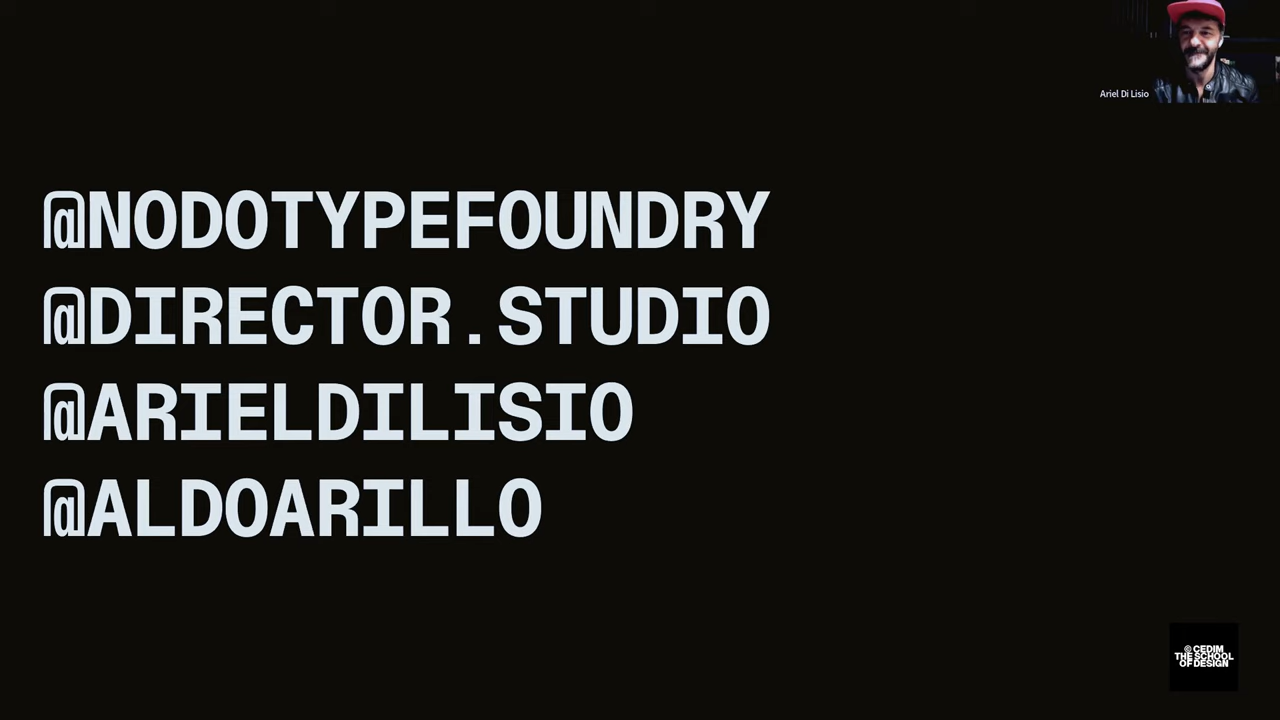 Ariel Di Lisio
@NODOTYPEFOUNDRY
@DIRECTOR.STUDIO
@ARIELDILISIO
@ALDOARILLO
@ CEDIM
THE SCHOOL
OF DESIGN